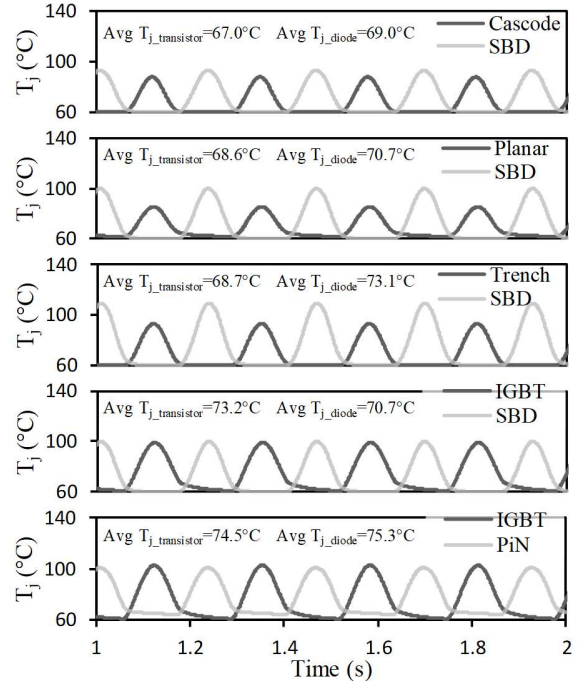 140
Avg T_j_transistor=67.0°C Avg T_j_diode=69.0°C Cascode
SBD
100
T_j (°C)
60
140
Avg T_j_transistor=68.6°C Avg T_j_diode=70.7°C Planar
SBD
100
T_j (°C)
60
140
Avg T_j_transistor=68.7°C Avg T_j_diode=73.1°C Trench
SBD
100
T_j (°C)
60
140
Avg T_j_transistor=73.2°C Avg T_j_diode=70.7°C IGBT
SBD
100
T_j (°C)
60
140
Avg T_j_transistor=74.5°C Avg T_j_diode=75.3°C IGBT
PiN
100
T_j (°C)
60
1 1.2 1.4 1.6 1.8 2
Time (s)